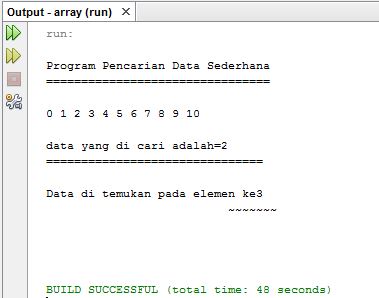 Output - array (run) ×
run:
Program Pencarian Data Sederhana
================================
0 1 2 3 4 5 6 7 8 9 10
data yang di cari adalah=2
===============================
Data di temukan pada elemen ke3
~~~~~~~
BUILD SUCCESSFUL (total time: 48 seconds)